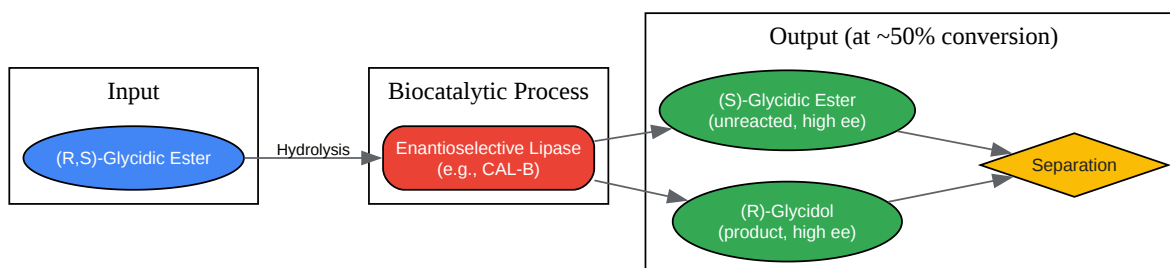 Input
(R,S)-Glycidic Ester
Hydrolysis
Biocatalytic Process
Enantioselective Lipase
(e.g., CAL-B)
Output (at ~50% conversion)
(S)-Glycidic Ester
(unreacted, high ee)
(R)-Glycidol
(product, high ee)
Separation